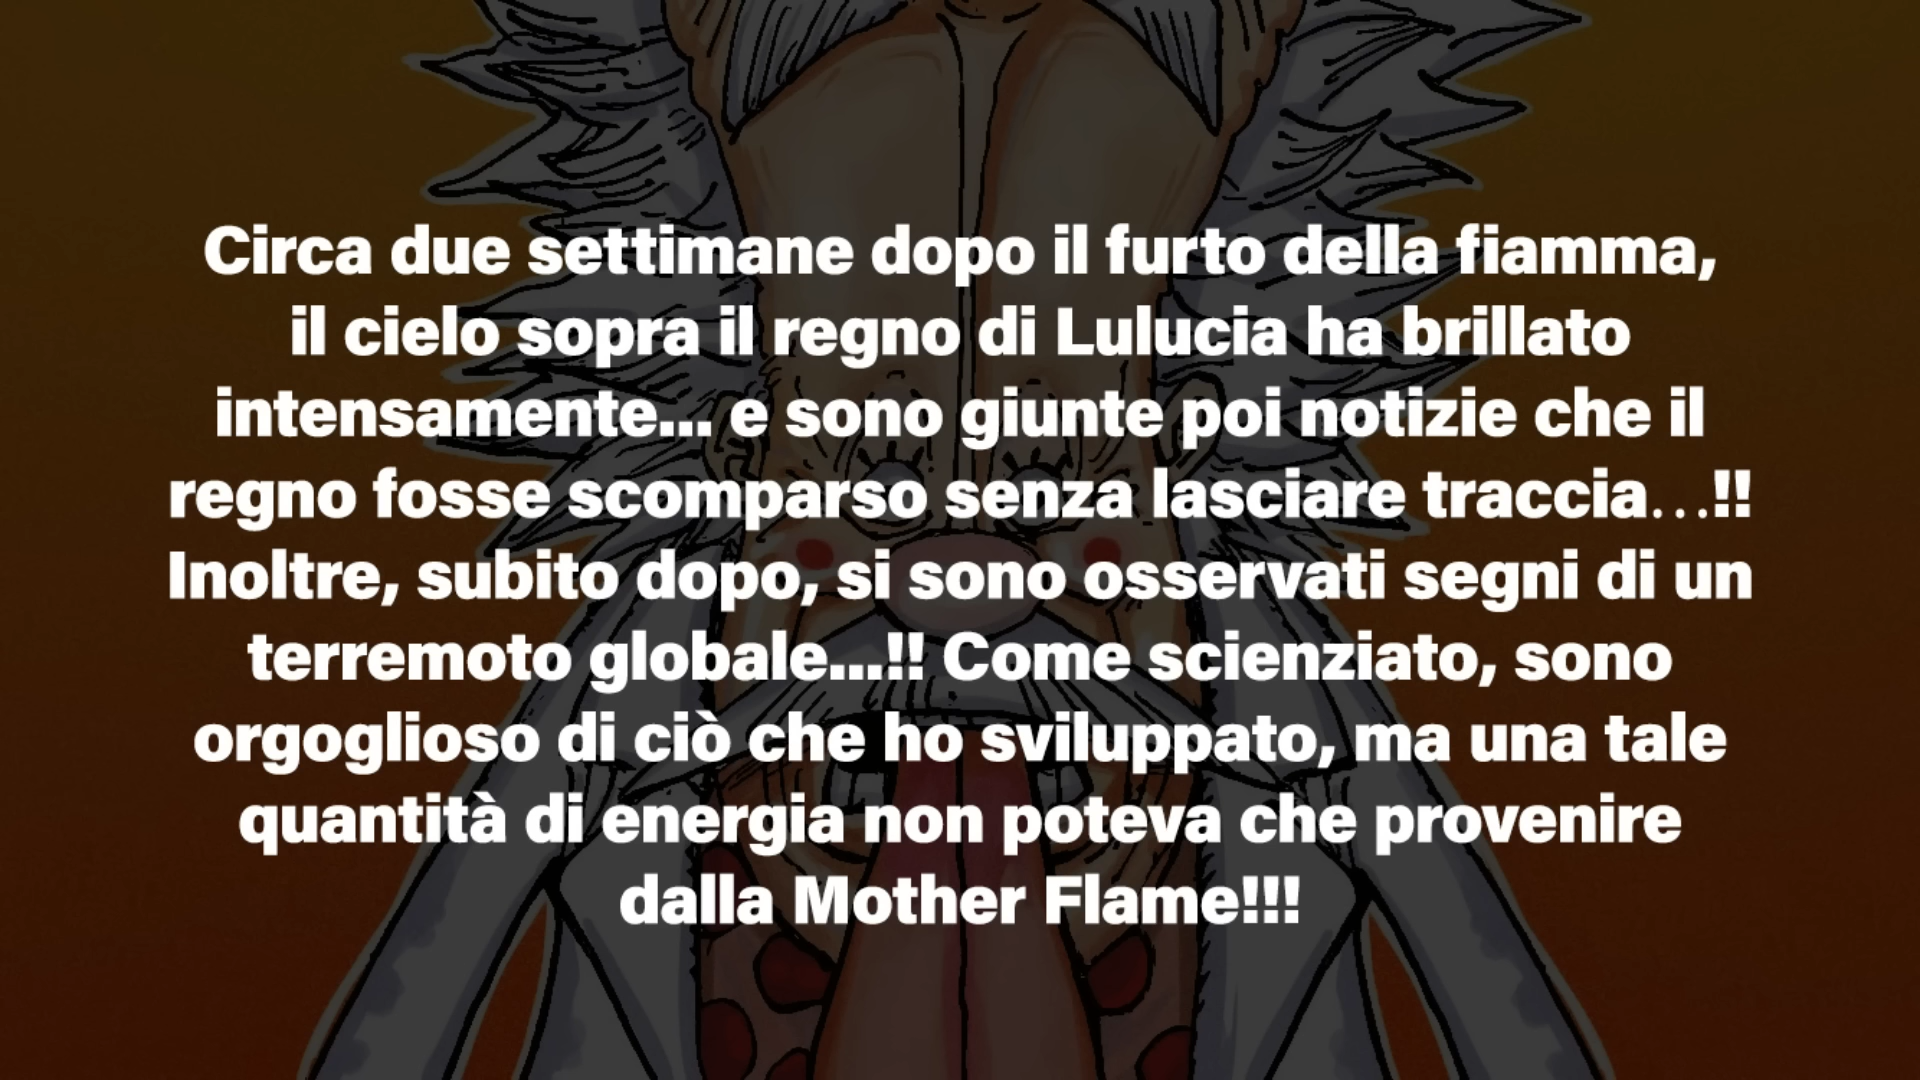 Circa due settimane dopo il furto della fiamma,
il cielo sopra il regno di Lulucia ha brillato
intensamente... e sono giunte poi notizie che il
regno fosse scomparso senza lasciare traccia...!!
Inoltre, subito dopo, si sono osservati segni di un
terremoto globale...!! Come scienziato, sono
orgoglioso di ciò che ho sviluppato, ma una tale
quantità di energia non poteva che provenire
dalla Mother Flame!!!